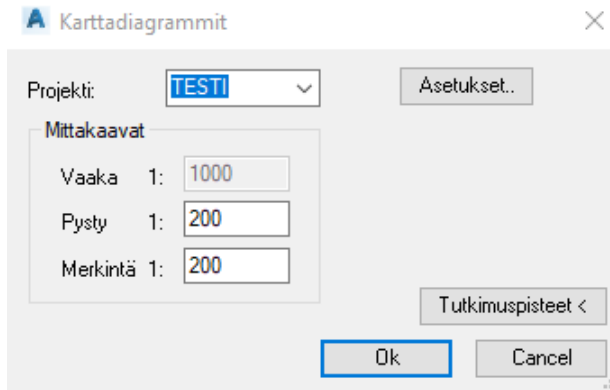 Karttadiagrammit
Projekti: TESTI Asetukset..
Mittakaavat
Vaaka 1: 1000
Pysty 1: 200
Merkintä 1: 200
Tutkimuspisteet <
Ok Cancel